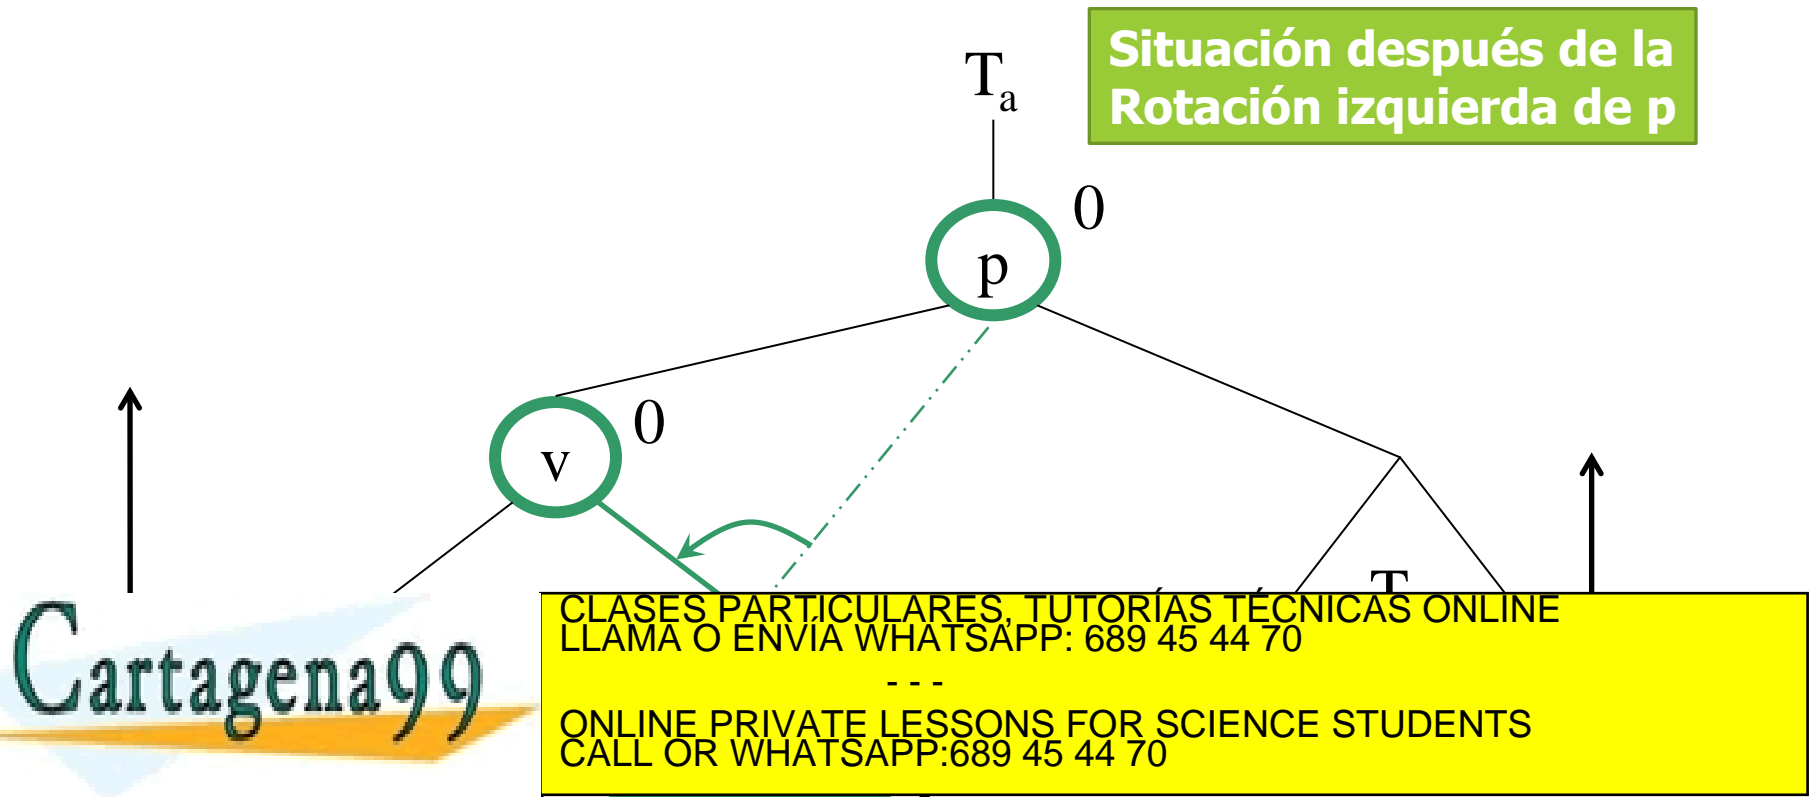 Situación después de la
Rotación izquierda de p
T
a
0
p
0
v
T
Cartagena99
CLASES PARTICULARES, TUTORÍAS TÉCNICAS ONLINE
LLAMA O ENVÍA WHATSAPP: 689 45 44 70
- - -
ONLINE PRIVATE LESSONS FOR SCIENCE STUDENTS
CALL OR WHATSAPP:689 45 44 70